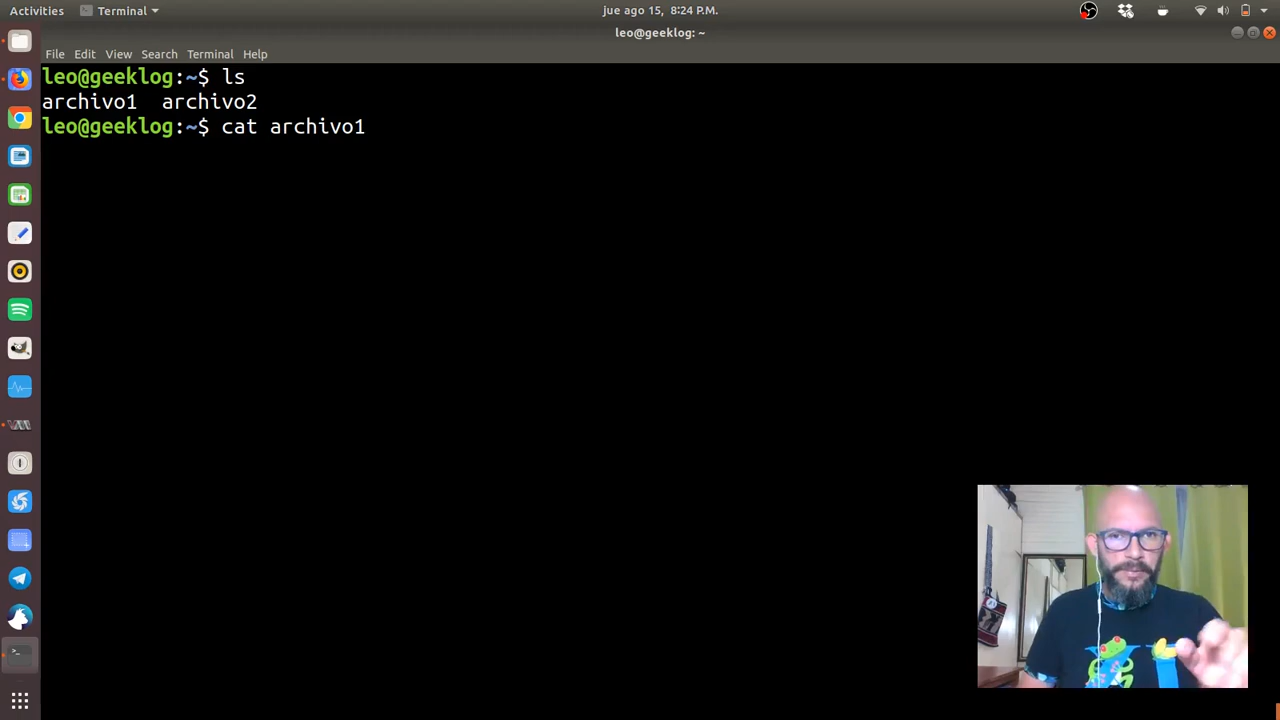 Activities Terminal jue ago 15, 8:24 P.M.
leo@geeklog: ~
File Edit View Search Terminal Help
leo@geeklog:~$ ls
archivo1 archivo2
leo@geeklog:~$ cat archivo1